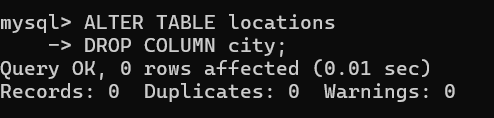 mysql> ALTER TABLE locations
    -> DROP COLUMN city;
Query OK, 0 rows affected (0.01 sec)
Records: 0  Duplicates: 0  Warnings: 0